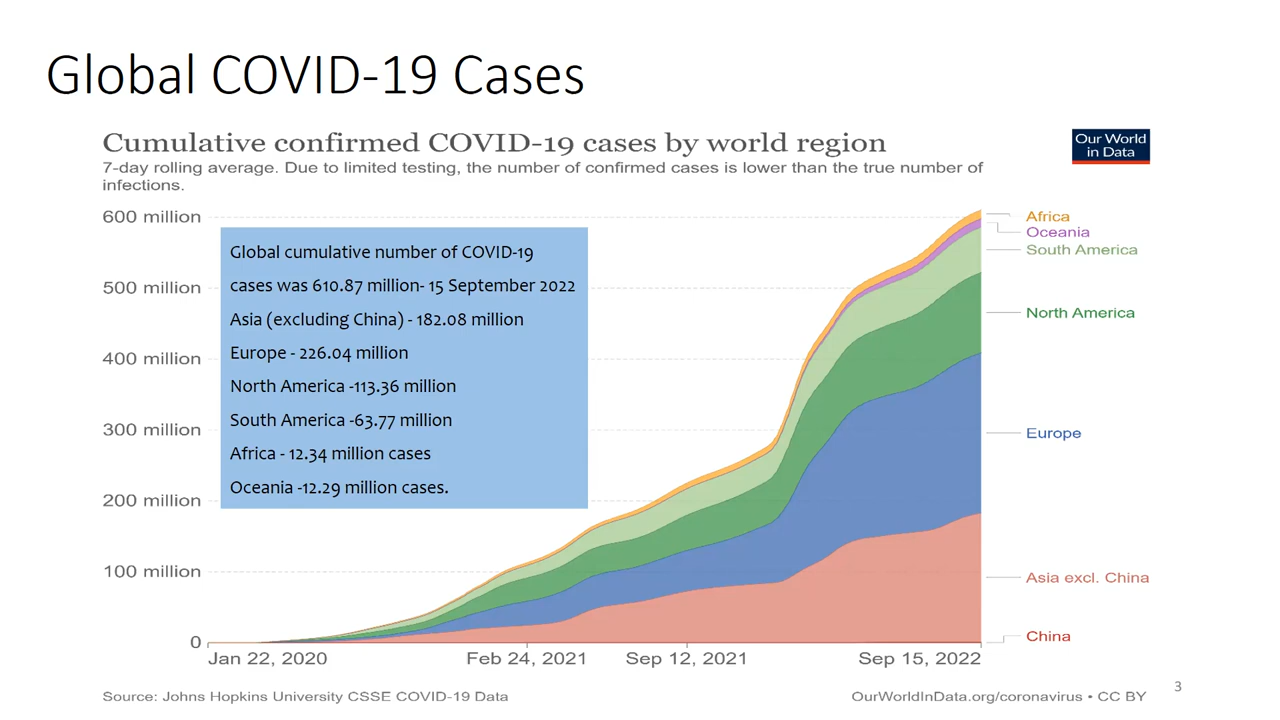 Global COVID-19 Cases
Cumulative confirmed COVID-19 cases by world region
7-day rolling average. Due to limited testing, the number of confirmed cases is lower than the true number of
infections.
Our World
in Data
600 million
500 million
400 million
300 million
200 million
100 million
0
Global cumulative number of COVID-19
cases was 610.87 million- 15 September 2022
Asia (excluding China) - 182.08 million
Europe - 226.04 million
North America -113.36 million
South America -63.77 million
Africa - 12.34 million cases
Oceania -12.29 million cases.
Africa
Oceania
South America
North America
Europe
Asia excl. China
China
Jan 22, 2020
Feb 24, 2021
Sep 12, 2021
Sep 15, 2022
Source: Johns Hopkins University CSSE COVID-19 Data
OurWorldInData.org/coronavirus • CC BY
3